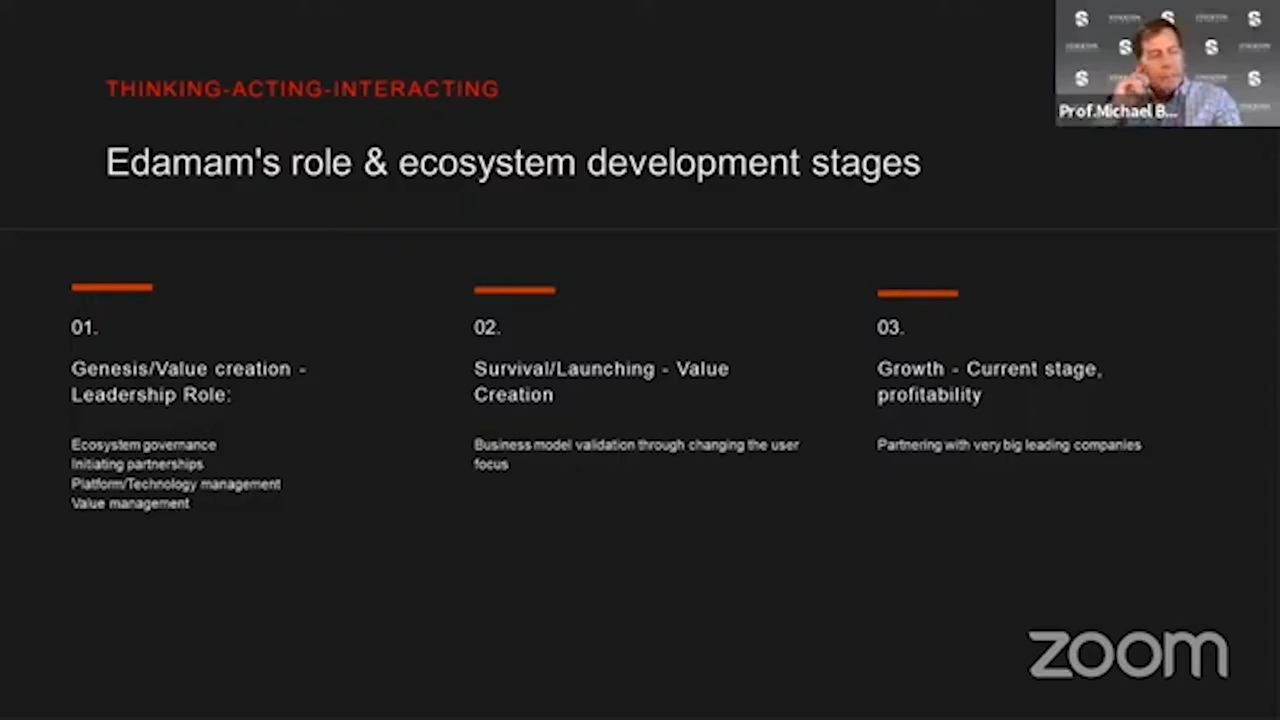 THINKING-ACTING-INTERACTING
Edamam's role & ecosystem development stages
Prof.Michael B...
01.
Genesis/Value creation -
Leadership Role:
Ecosystem governance
Initiating partnerships
Platform/Technology management
Value management
02.
Survival/Launching - Value
Creation
Business model validation through changing the user
focus
03.
Growth - Current stage,
profitability
Partnering with very big leading companies
zoom